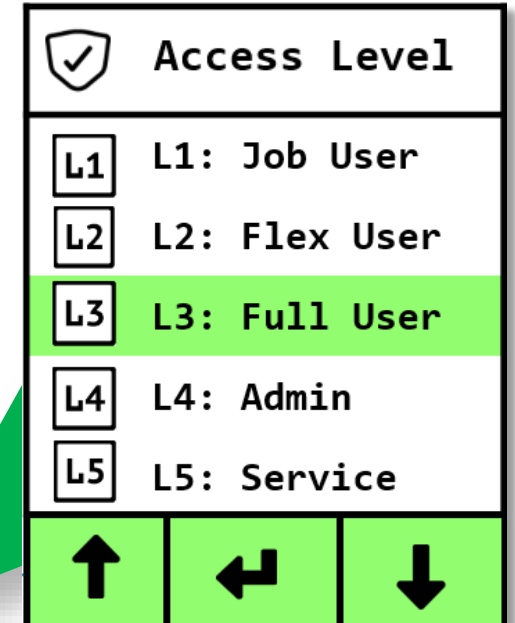 Access Level
L1 L1: Job User
L2 L2: Flex User
L3 L3: Full User
L4 L4: Admin
L5 L5: Service